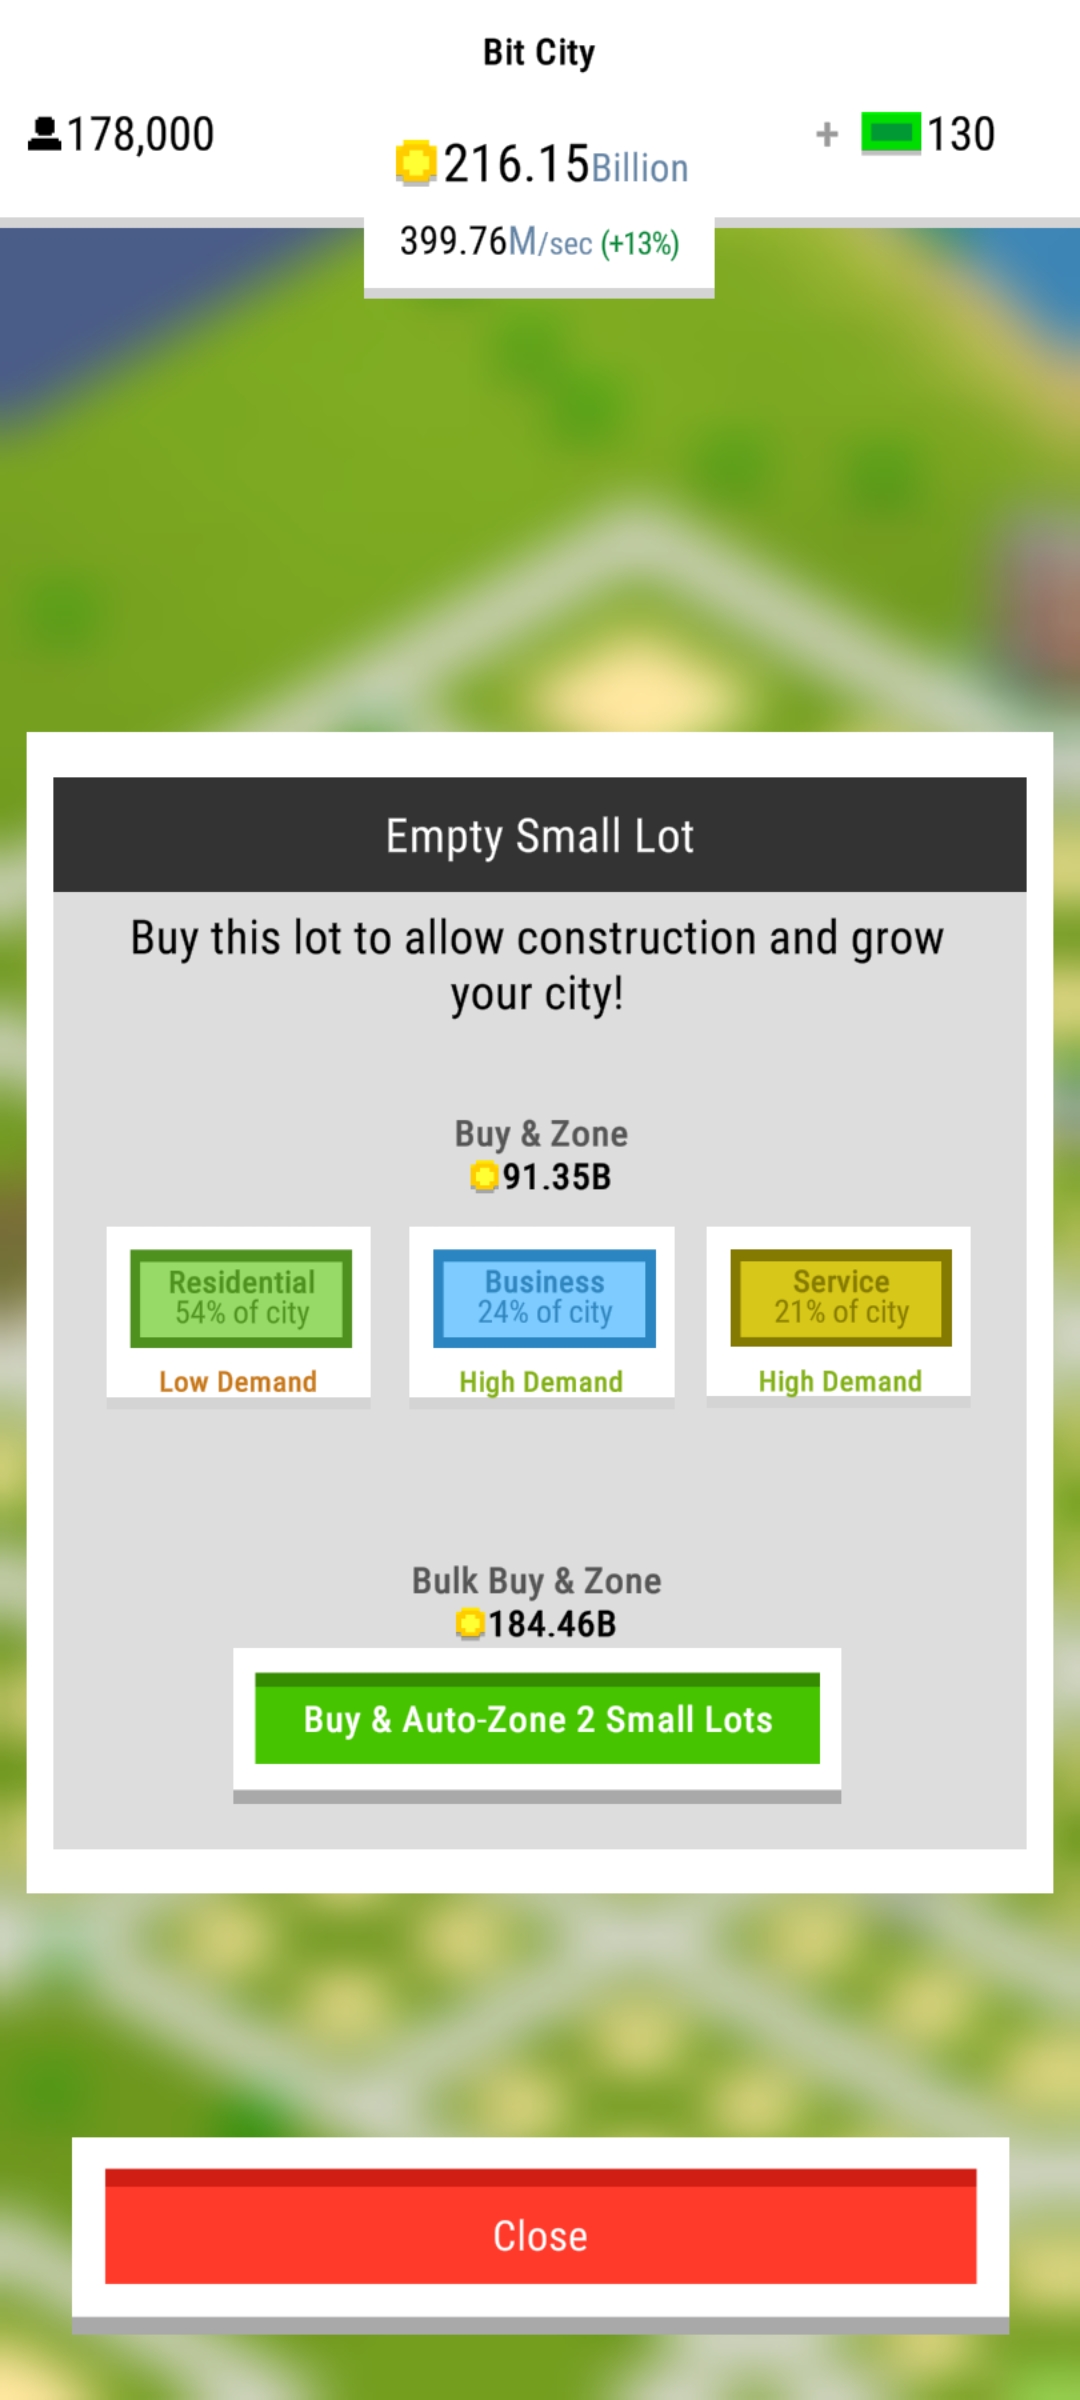 Bit City
178,000
216.15Billion
+ 130
399.76M/sec (+13%)
Empty Small Lot
Buy this lot to allow construction and grow
your city!
Buy & Zone
91.35B
Residential
54% of city
Low Demand
Business
24% of city
High Demand
Service
21% of city
High Demand
Bulk Buy & Zone
184.46B
Buy & Auto-Zone 2 Small Lots
Close